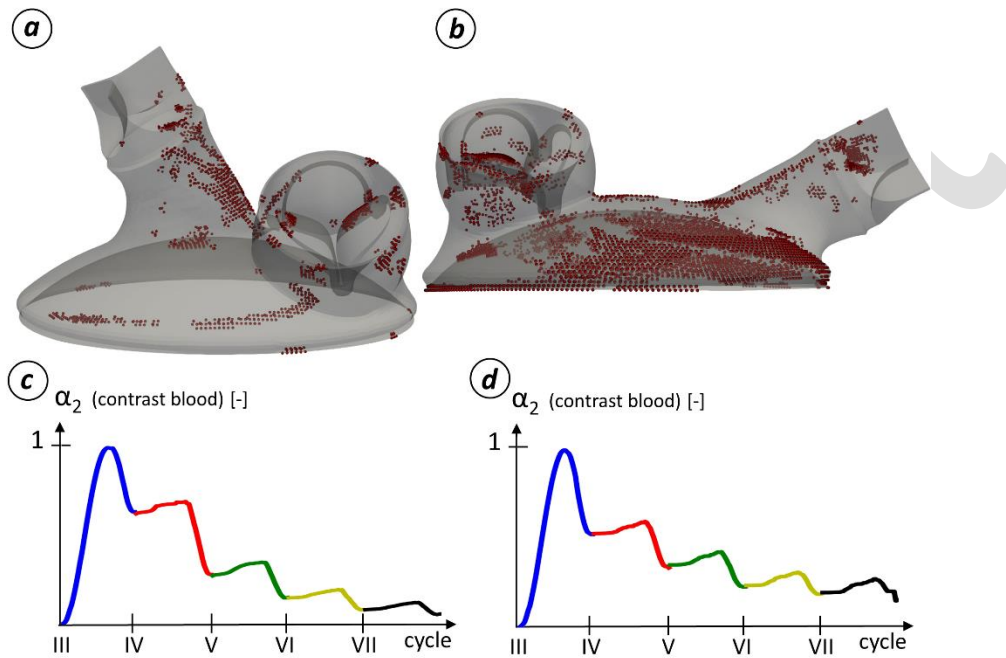 a
b
c
α₂ (contrast blood) [-]
1
III IV V VI VII cycle
d
α₂ (contrast blood) [-]
1
III IV V VI VII cycle